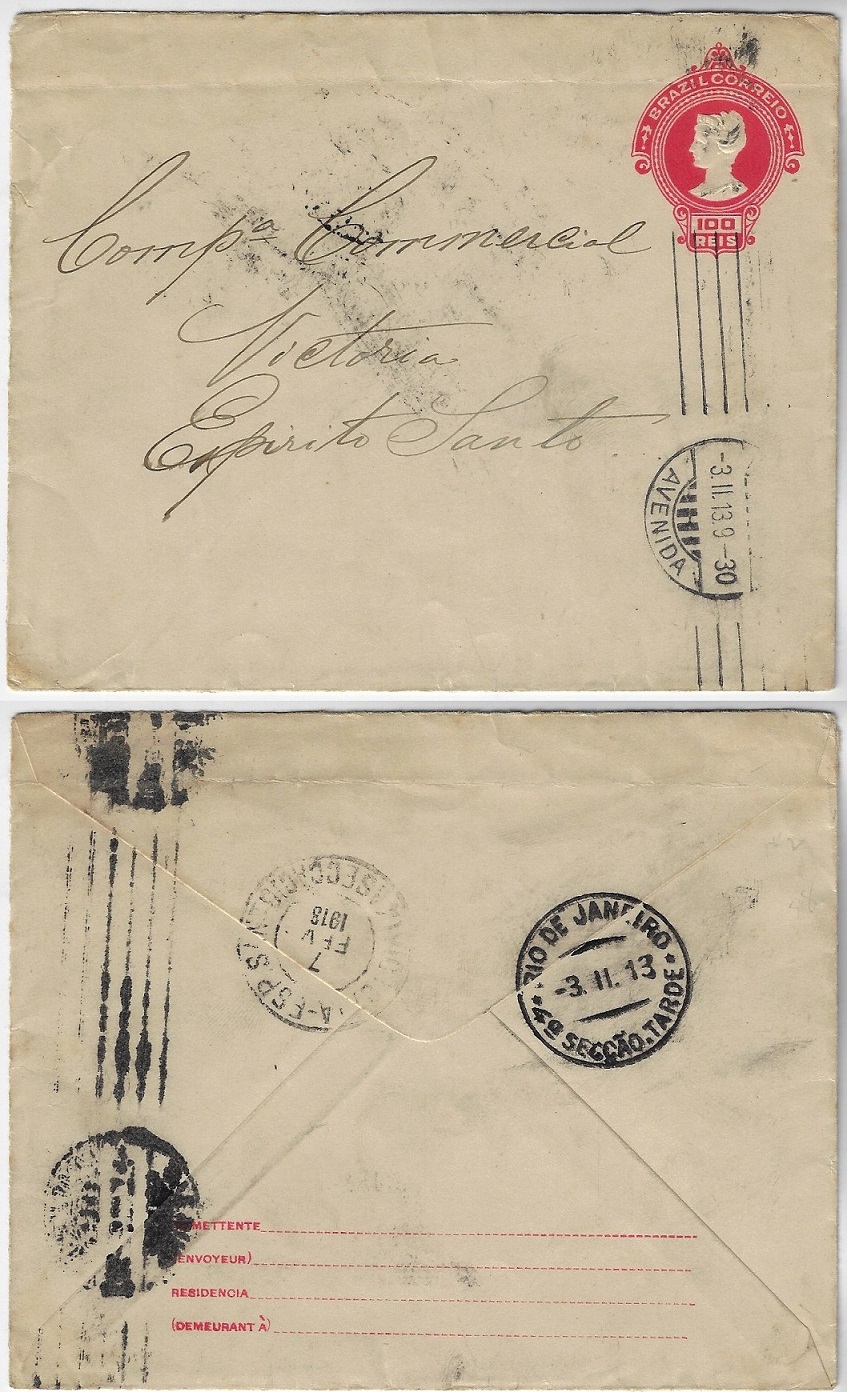 BRAZIL CORREIO
100
REIS
Compª Commercial
Victoria
Espirito Santo
-3.II.13.9-30
AVENIDA
7
FEV
1913
RIO DE JANEIRO
-3.II.13
4ª SECÇÃO.TARDE
METTENTE
ENVOYEUR)
RESIDENCIA
(DEMEURANT À)